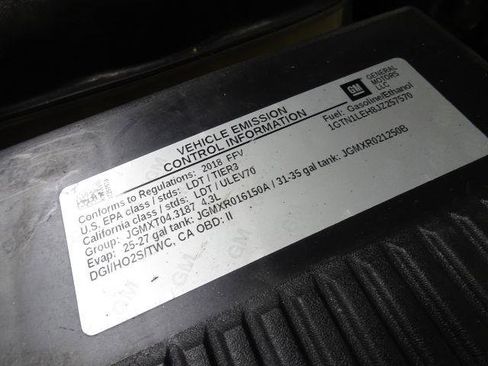 VEHICLE EMISSION
CONTROL INFORMATION
GM
GENERAL
MOTORS
LLC
Fuel: Gasoline/Ethanol
1GTN1LEH8JZ257570
Conforms to Regulations: 2018 FFV
U.S. EPA class / stds: LDT / TIER3
California class / stds: LDT / ULEV70
Group: JGMXT04.3187 4.3L
Evap: 25-27 gal tank: JGMXR016150A / 31-35 gal tank: JGMXR021250B
DGI/HO2S/TWC, CA OBD: II